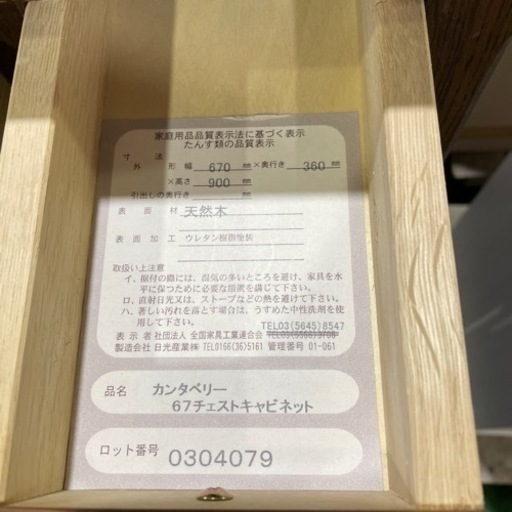 家庭用品品質表示法に基づく表示
たんす類の品質表示
寸法
外形幅 670 mm ×奥行き 360 mm
×高さ 900 mm
引出しの奥行き mm
表面材 天然木
表面加工 ウレタン樹脂塗装
取扱い上注意
イ、据付の際には、湿気の多いところを避け、家具を水
平に保つために必要な措置を講じて下さい。
ロ、直射日光又は、ストーブなどの熱を避けて下さい。
ハ、著しい汚れを落とす場合は、うすめた中性洗剤を使
用して下さい。
TEL03(5645)8547
表示者 社団法人 全国家具工業連合会
製造会社 日光産業㈱ TEL0166(36)5161 管理番号 01-061
品名 カンタベリー
67チェストキャビネット
ロット番号 0304079